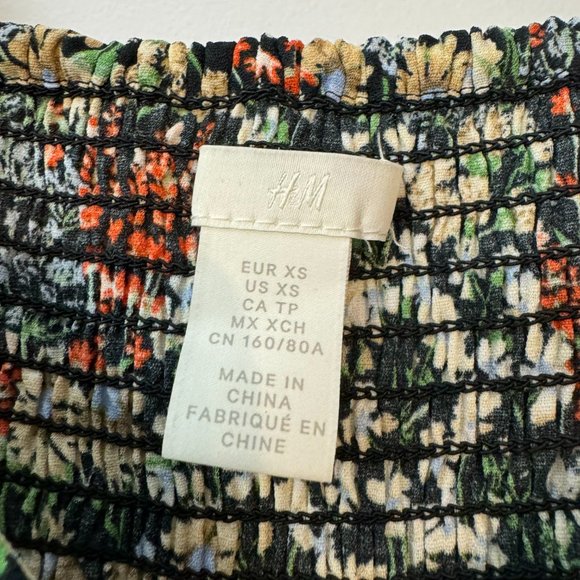 H&M
EUR XS
US XS
CA TP
MX XCH
CN 160/80A
MADE IN
CHINA
FABRIQUÉ EN
CHINE